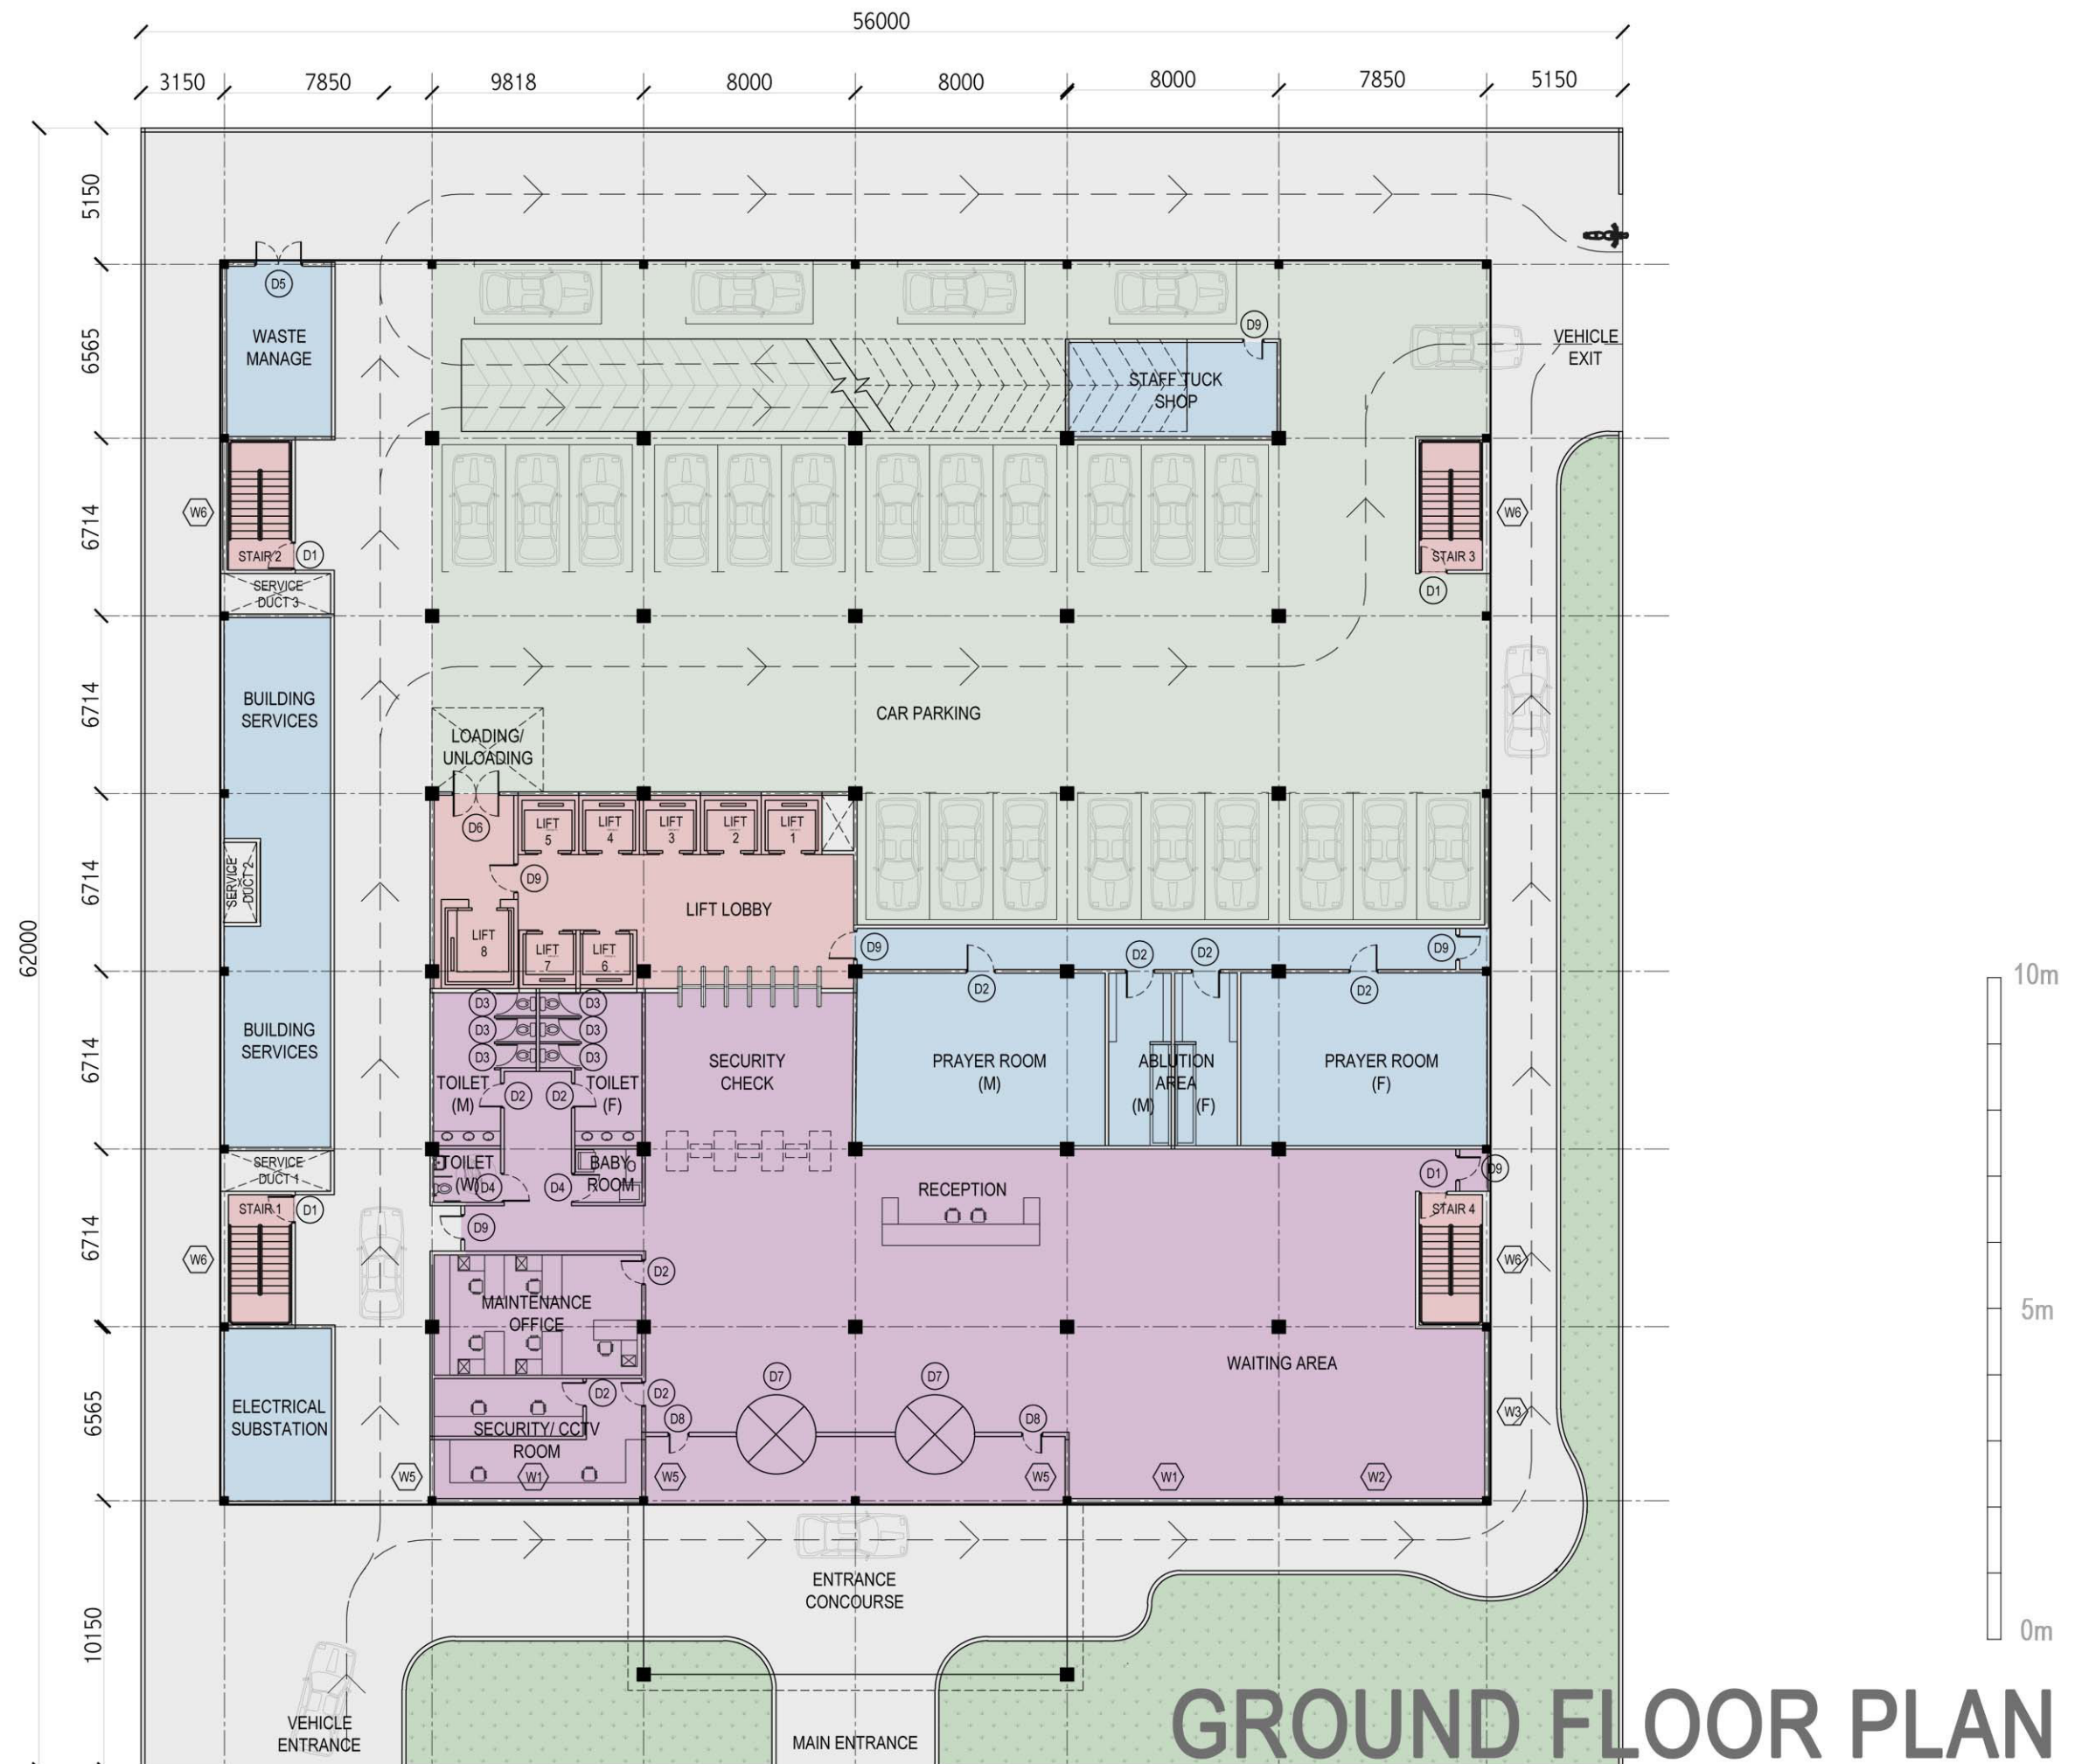 56000
3150
7850
9818
8000
8000
8000
7850
5150
62000
5150
6565
6714
6714
6714
6714
6714
6565
10150
D5
WASTE
MANAGE
D9
STAFF TUCK
SHOP
VEHICLE
EXIT
W6
STAIR 2
D1
SERVICE
DUCT 3
W6
STAIR 3
D1
BUILDING
SERVICES
CAR PARKING
LOADING/
UNLOADING
D6
LIFT
5
LIFT
4
LIFT
3
LIFT
2
LIFT
1
SERVICE
DUCT 2
D9
LIFT LOBBY
LIFT
8
LIFT
7
LIFT
6
D9
D2
D2
D2
D2
D9
BUILDING
SERVICES
D3
D3
D3
D3
D3
D3
TOILET
(M)
D2
D2
TOILET
(F)
SECURITY
CHECK
PRAYER ROOM
(M)
ABLUTION
AREA
(M)
(F)
PRAYER ROOM
(F)
SERVICE
DUCT 1
TOILET
(W)
D4
D4
BABY
ROOM
RECEPTION
D1
D9
STAIR 1
D1
STAIR 4
W6
D9
W6
D2
MAINTENANCE
OFFICE
WAITING AREA
D7
D7
ELECTRICAL
SUBSTATION
D2
D2
D8
D8
W3
SECURITY/ CCTV
ROOM
W5
W1
W5
W5
W1
W2
ENTRANCE
CONCOURSE
VEHICLE
ENTRANCE
MAIN ENTRANCE
10m
5m
0m
GROUND FLOOR PLAN